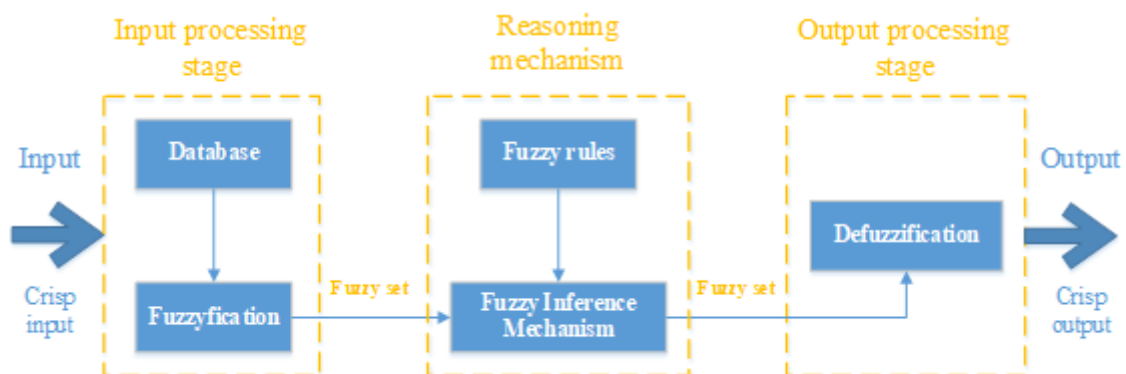 Input processing
stage
Reasoning
mechanism
Output processing
stage
Input
Crisp
input
Database
Fuzzyfication
Fuzzy set
Fuzzy rules
Fuzzy Inference
Mechanism
Fuzzy set
Defuzzification
Output
Crisp
output